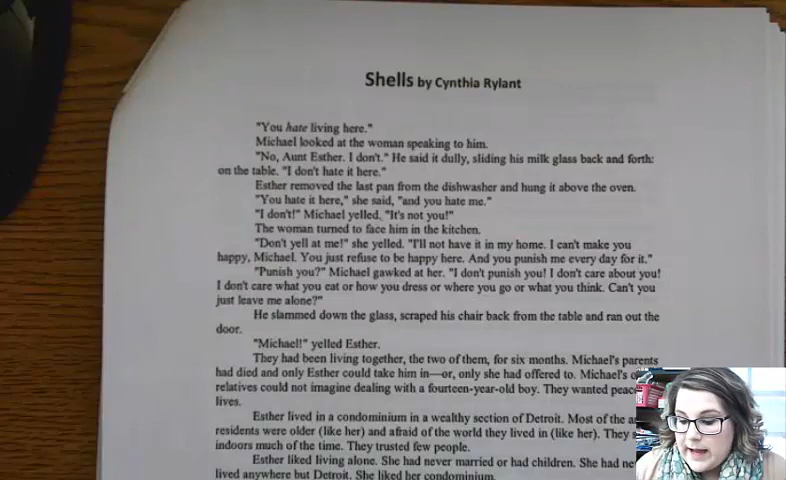 Shells by Cynthia Rylant
"You hate living here."
Michael looked at the woman speaking to him.
"No, Aunt Esther. I don't." He said it dully, sliding his milk glass back and forth:
on the table. "I don't hate it here."
Esther removed the last pan from the dishwasher and hung it above the oven.
"You hate it here," she said, "and you hate me."
"I don't!" Michael yelled, "It's not you!"
The woman turned to face him in the kitchen.
"Don't yell at me!" she yelled. "I'll not have it in my home. I can't make you
happy, Michael. You just refuse to be happy here. And you punish me every day for it."
"Punish you?" Michael gawked at her. "I don't punish you! I don't care about you!
I don't care what you eat or how you dress or where you go or what you think. Can't you
just leave me alone?"
He slammed down the glass, scraped his chair back from the table and ran out the
door.
"Michael!" yelled Esther.
They had been living together, the two of them, for six months. Michael's parents
had died and only Esther could take him in—or, only she had offered to. Michael's
relatives could not imagine dealing with a fourteen-year-old boy. They wanted
lives.
Esther lived in a condominium in a wealthy section of Detroit. Most of the
residents were older (like her) and afraid of the world they lived in (like her). They
indoors much of the time. They trusted few people.
Esther liked living alone. She had never married or had children. She had
lived anywhere but Detroit. She liked her condominium.